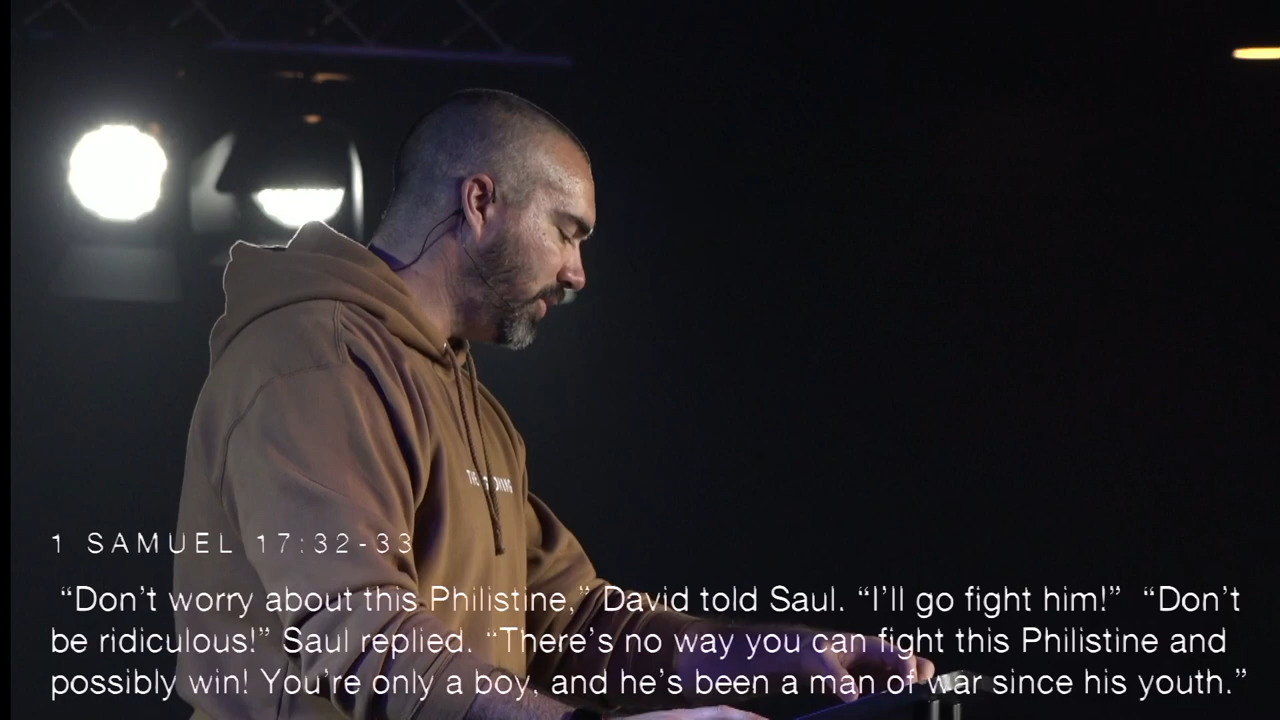 1 SAMUEL 17:32-33
“Don’t worry about this Philistine,” David told Saul. “I’ll go fight him!” “Don’t
be ridiculous!” Saul replied. “There’s no way you can fight this Philistine and
possibly win! You’re only a boy, and he’s been a man of war since his youth.”